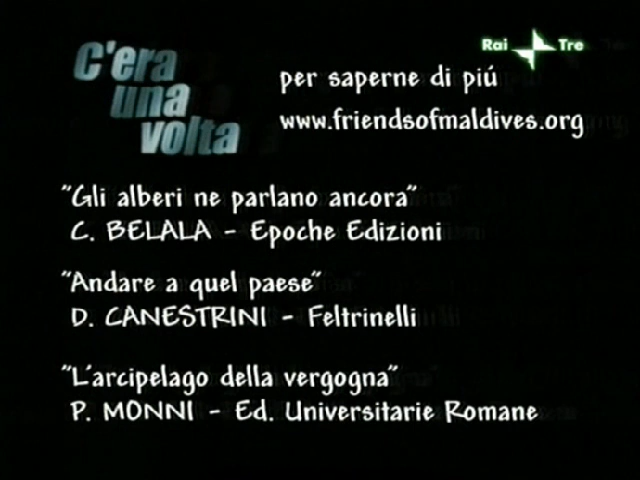 C'era
una
volta
Rai Tre
per saperne di piú
www.friendsofmaldives.org
"Gli alberi ne parlano ancora"
C. BELALA - Epoche Edizioni
"Andare a quel paese"
D. CANESTRINI - Feltrinelli
"L'arcipelago della vergogna"
P. MONNI - Ed. Universitarie Romane